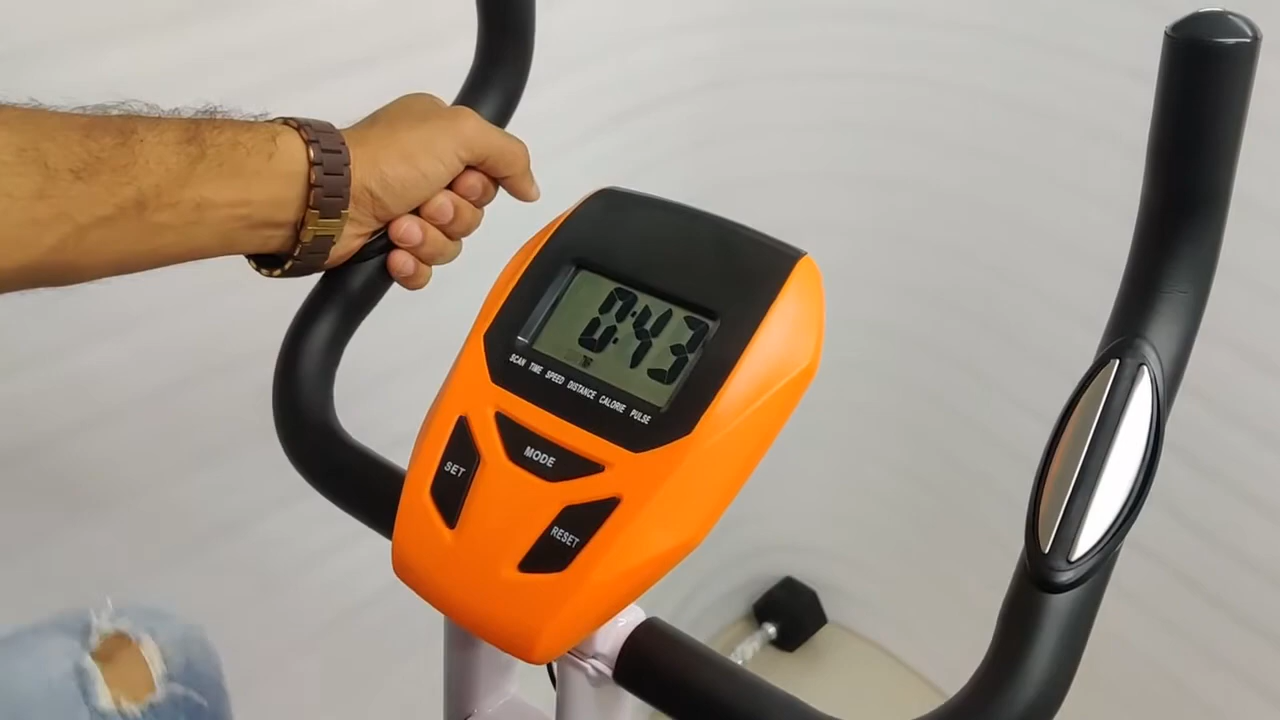 0:43
SCAN TIME SPEED DISTANCE CALORIE PULSE
MODE
SET
RESET